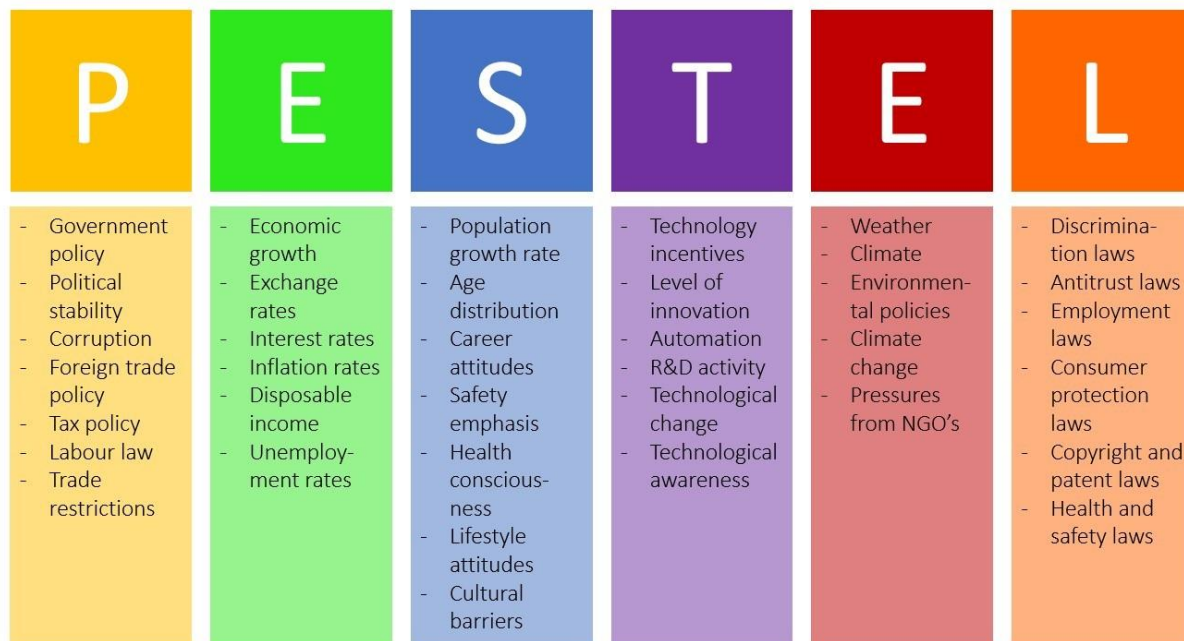 P
- Government
policy
- Political
stability
- Corruption
- Foreign trade
policy
- Tax policy
- Labour law
- Trade
restrictions
E
- Economic
growth
- Exchange
rates
- Interest rates
- Inflation rates
- Disposable
income
- Unemploy-
ment rates
S
- Population
growth rate
- Age
distribution
- Career
attitudes
- Safety
emphasis
- Health
conscious-
ness
- Lifestyle
attitudes
- Cultural
barriers
T
- Technology
incentives
- Level of
innovation
- Automation
- R&D activity
- Technological
change
- Technological
awareness
E
- Weather
- Climate
- Environmen-
tal policies
- Climate
change
- Pressures
from NGO's
L
- Discrimina-
tion laws
- Antitrust laws
- Employment
laws
- Consumer
protection
laws
- Copyright and
patent laws
- Health and
safety laws